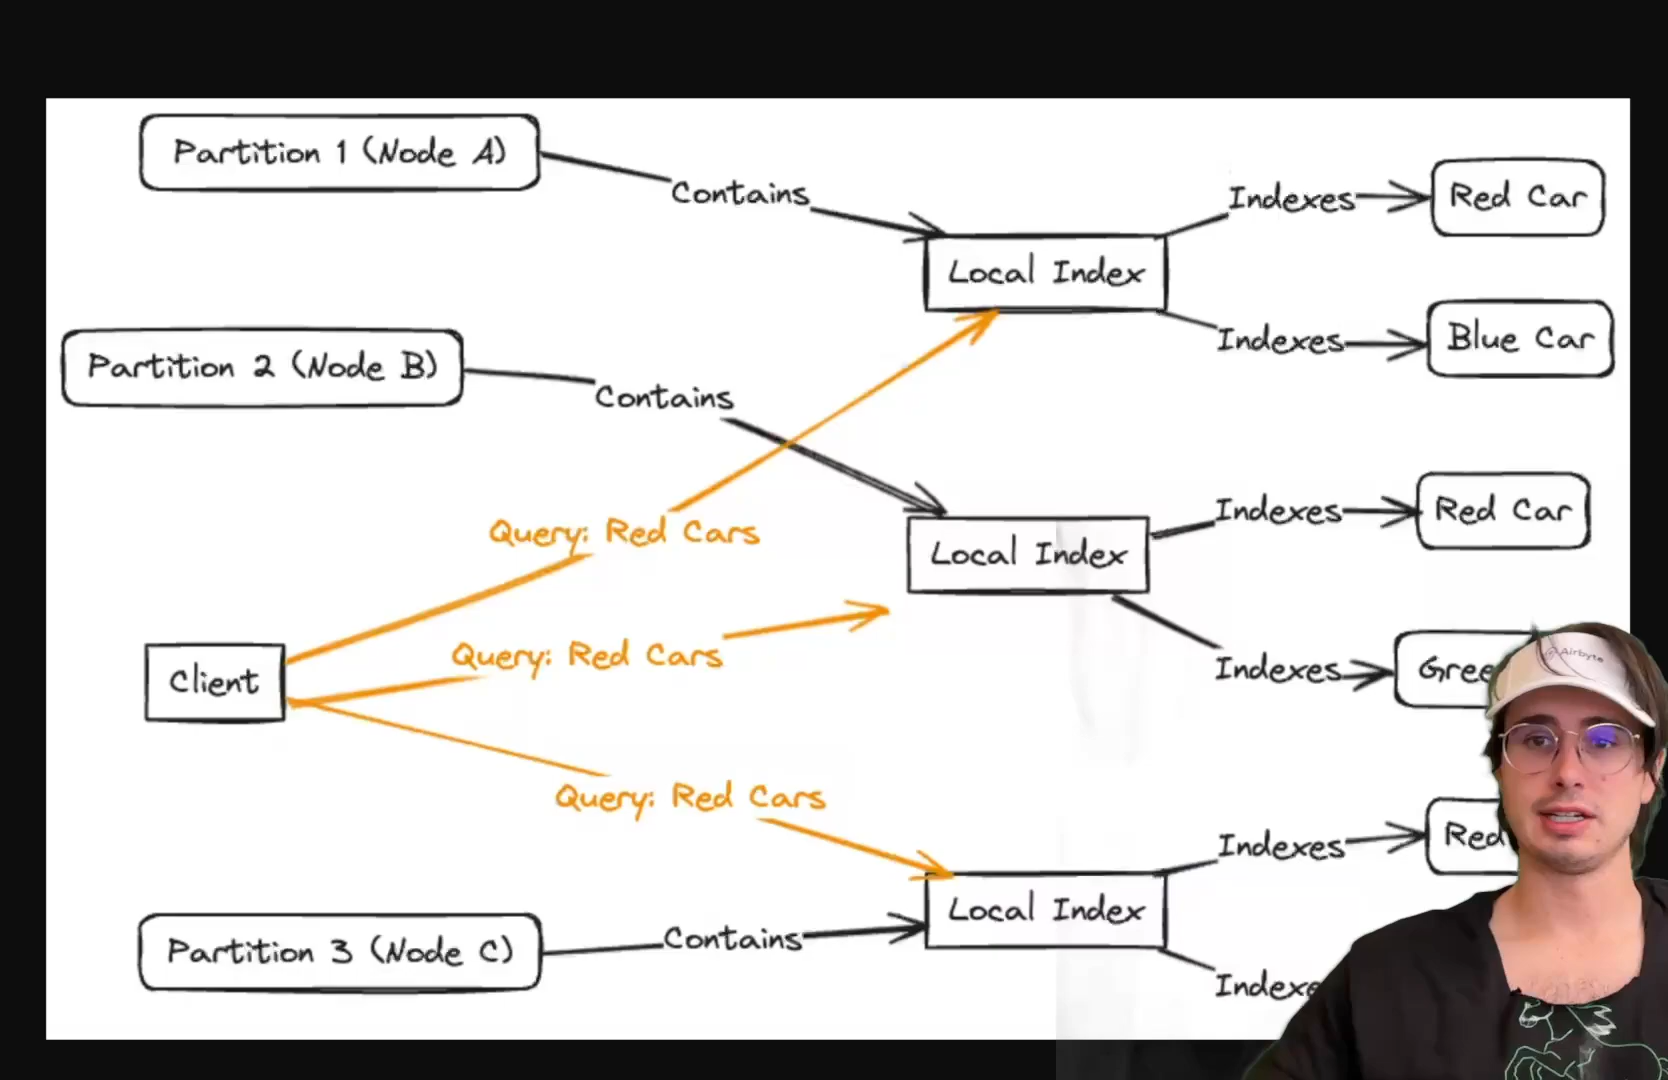 Partition 1 (Node A)
Contains
Local Index
Indexes
Red Car
Indexes
Blue Car
Partition 2 (Node B)
Contains
Local Index
Indexes
Red Car
Indexes
Query: Red Cars
Query: Red Cars
Client
Query: Red Cars
Airbyte
Partition 3 (Node C)
Contains
Local Index
Indexes
Red